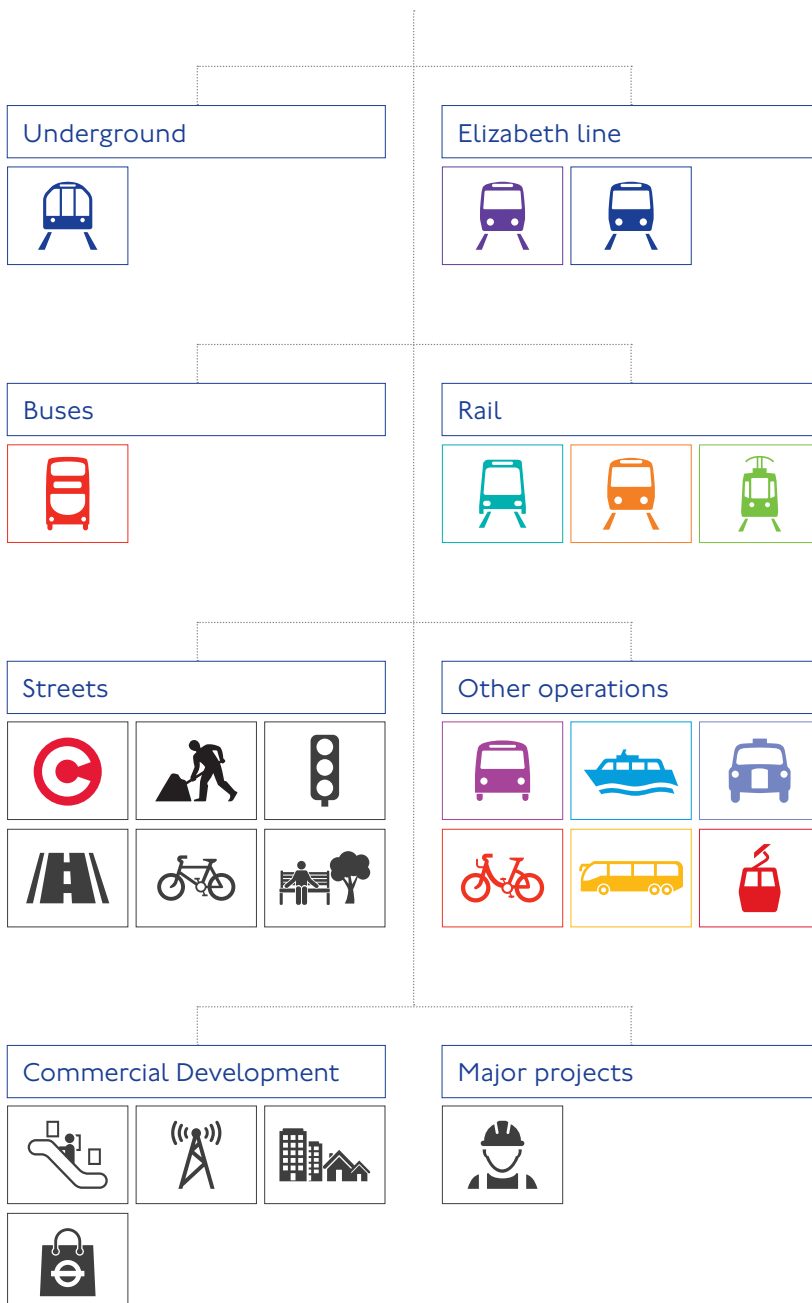 Underground
Elizabeth line
Buses
Rail
Streets
Other operations
Commercial Development
Major projects